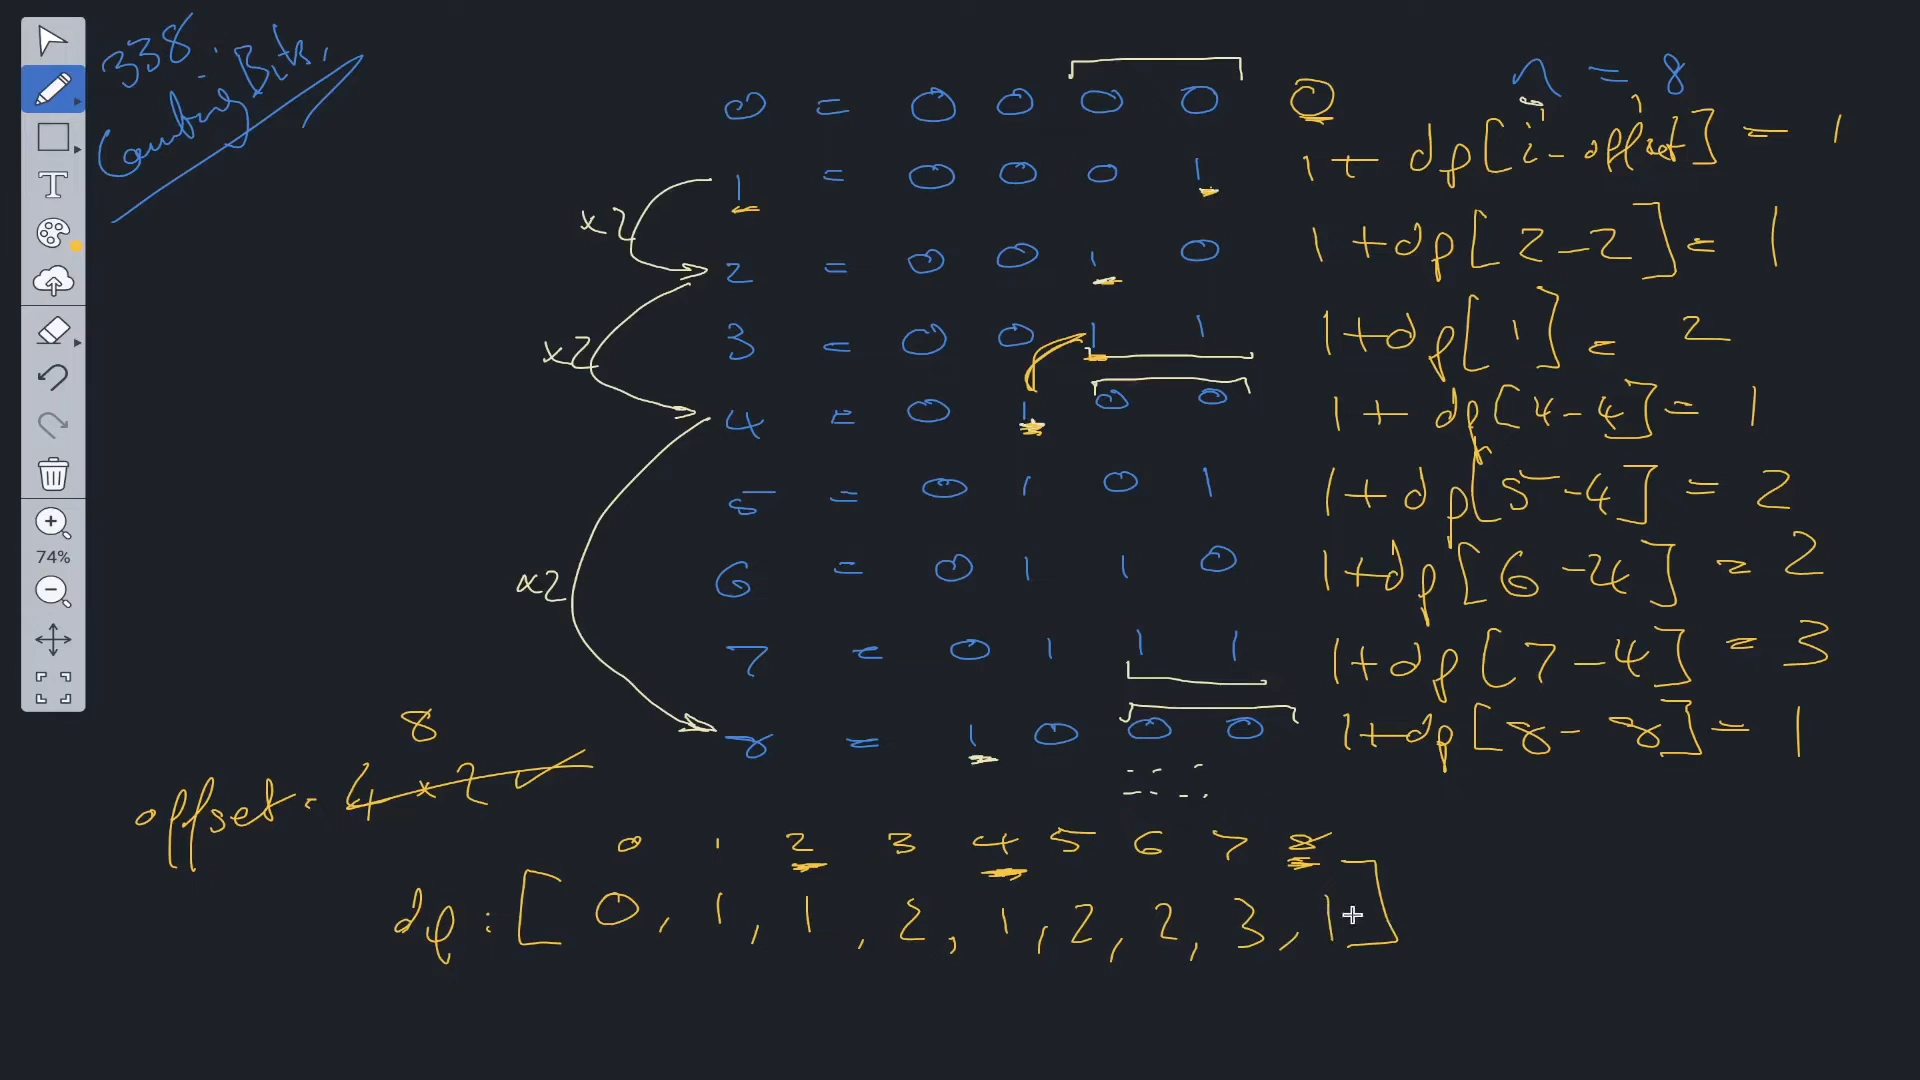 338.
Counting Bits.
n = 8
0 = 0 0 0 0 0
1 = 0 0 0 1 1 + dp[i - offset] = 1
x2
2 = 0 0 1 0 1 + dp[2 - 2] = 1
x2
3 = 0 0 1 1 1 + dp[1] = 2
4 = 0 1 0 0 1 + dp[4 - 4] = 1
5 = 0 1 0 1 1 + dp[5 - 4] = 2
x2
6 = 0 1 1 0 1 + dp[6 - 4] = 2
7 = 0 1 1 1 1 + dp[7 - 4] = 3
8 = 1 0 0 0 1 + dp[8 - 8] = 1
8
offset = 4 x 2
0 1 2 3 4 5 6 7 8
dp : [0, 1, 1, 2, 1, 2, 2, 3, 1]
T
74%